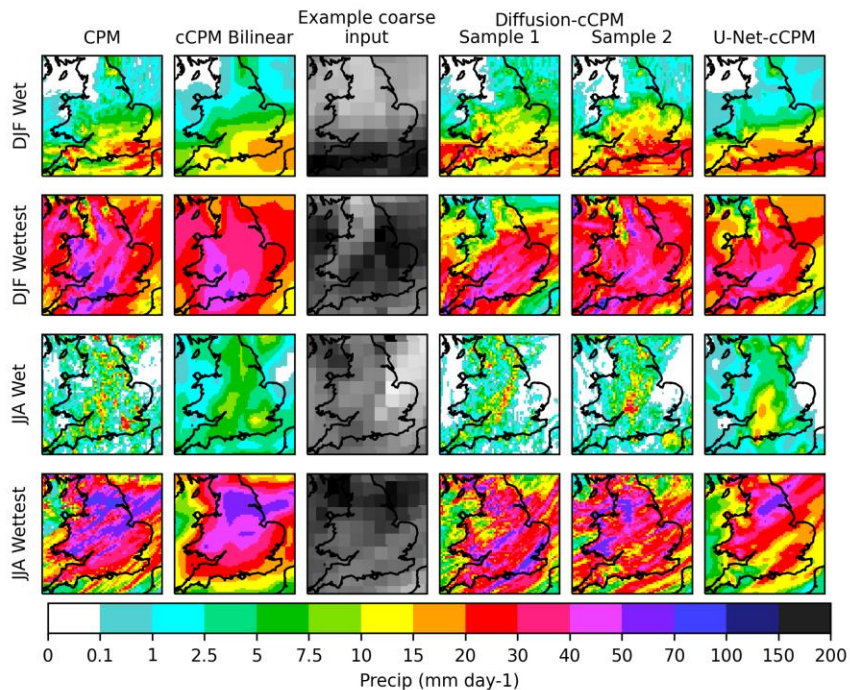 Example coarse
Diffusion-cCPM
CPM
cCPM Bilinear
input
Sample 1
Sample 2
U-Net-cCPM
DJF Wet
DJF Wettest
JJA Wet
JJA Wettest
0 0.1 1 2.5 5 7.5 10 15 20 30 40 50 70 100 150 200
Precip (mm day-1)